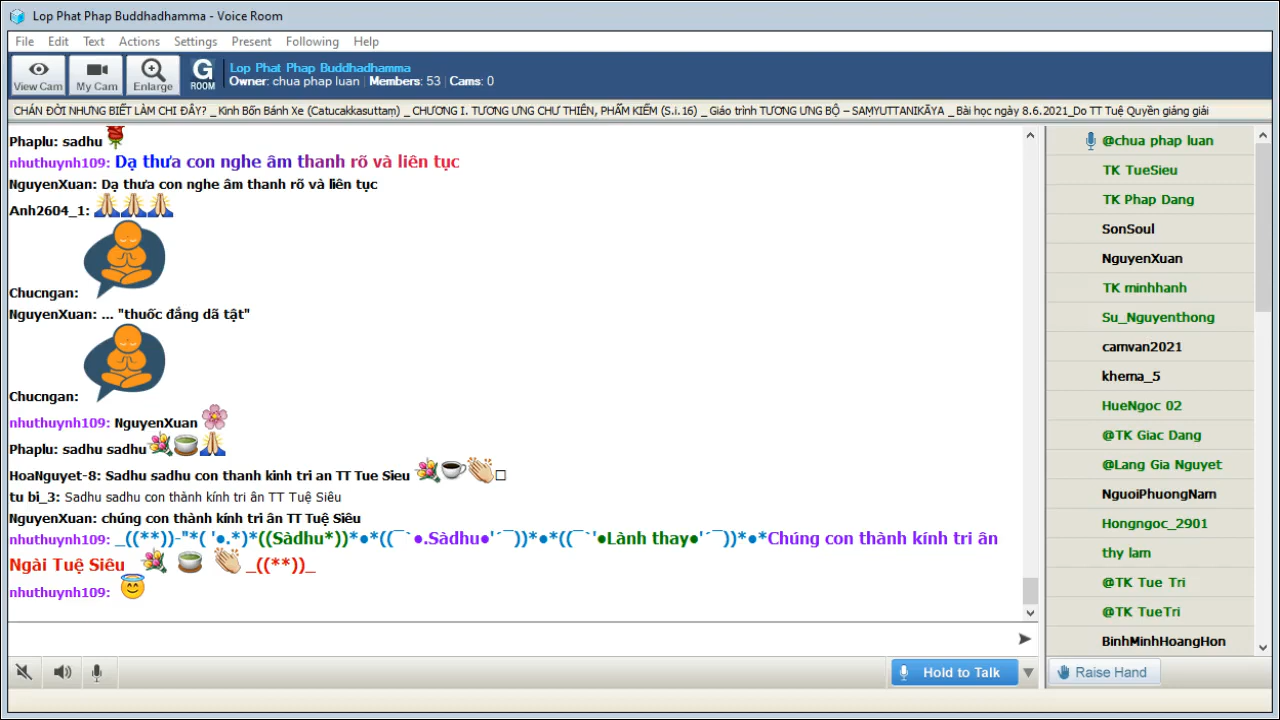 Lop Phat Phap Buddhadhamma - Voice Room
File Edit Text Actions Settings Present Following Help
View Cam My Cam Enlarge G ROOM
Lop Phat Phap Buddhadhamma
Owner: chua phap luan | Members: 53 | Cams: 0
CHÁN ĐỜI NHƯNG BIẾT LÀM CHI ĐÂY? _Kinh Bốn Bánh Xe (Catucakkasuttaṃ) _CHƯƠNG I. TƯƠNG ƯNG CHƯ THIÊN, PHẨM KIẾM (S.i.16) _Giáo trình TƯƠNG ƯNG BỘ – SAṂYUTTANIKĀYA _Bài học ngày 8.6.2021_Do TT Tuệ Quyền giảng giải
Phaplu: sadhu
nhuthuynh109: Dạ thưa con nghe âm thanh rõ và liên tục
NguyenXuan: Dạ thưa con nghe âm thanh rõ và liên tục
Anh2604_1:
Chucngan:
NguyenXuan: ... "thuốc đắng dã tật"
Chucngan:
nhuthuynh109: NguyenXuan
Phaplu: sadhu sadhu
HoaNguyet-8: Sadhu sadhu con thanh kinh tri an TT Tue Sieu
tu bi_3: Sadhu sadhu con thành kính tri ân TT Tuệ Siêu
NguyenXuan: chúng con thành kính tri ân TT Tuệ Siêu
nhuthuynh109: _((**))-"*( '●.*)*((Sàdhu*))*●*((¯`●.Sàdhu●'´¯))*●*((¯`'●Lành thay●'´¯))*●*Chúng con thành kính tri ân
Ngài Tuệ Siêu _((**))_
nhuthuynh109:
Hold to Talk
@chua phap luan
TK TueSieu
TK Phap Dang
SonSoul
NguyenXuan
TK minhhanh
Su_Nguyenthong
camvan2021
khema_5
HueNgoc 02
@TK Giac Dang
@Lang Gia Nguyet
NguoiPhuongNam
Hongngoc_2901
thy lam
@TK Tue Tri
@TK TueTri
BinhMinhHoangHon
Raise Hand